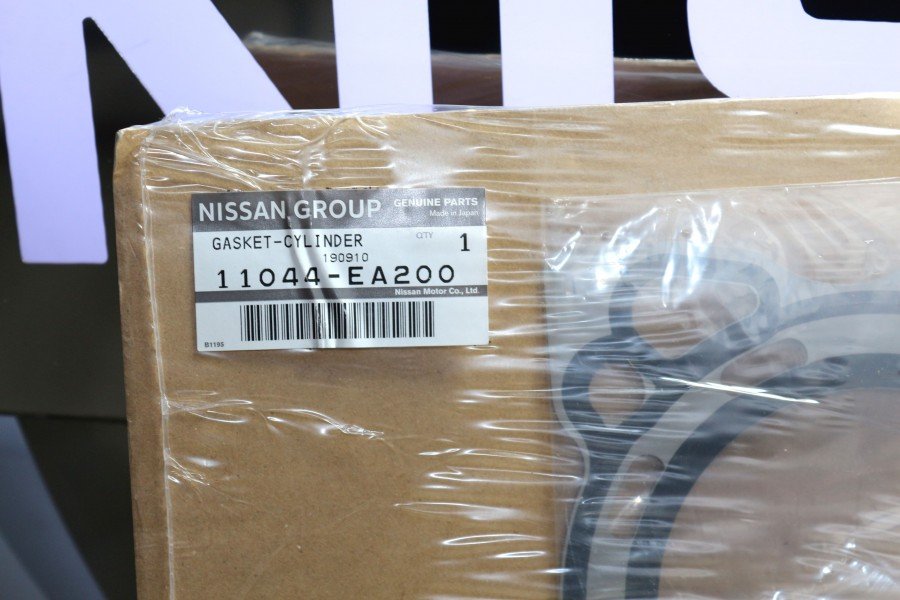 NISSAN GROUP GENUINE PARTS
Made in Japan
GASKET-CYLINDER QTY 1
190910
11044-EA200
Nissan Motor Co., Ltd.
B1195